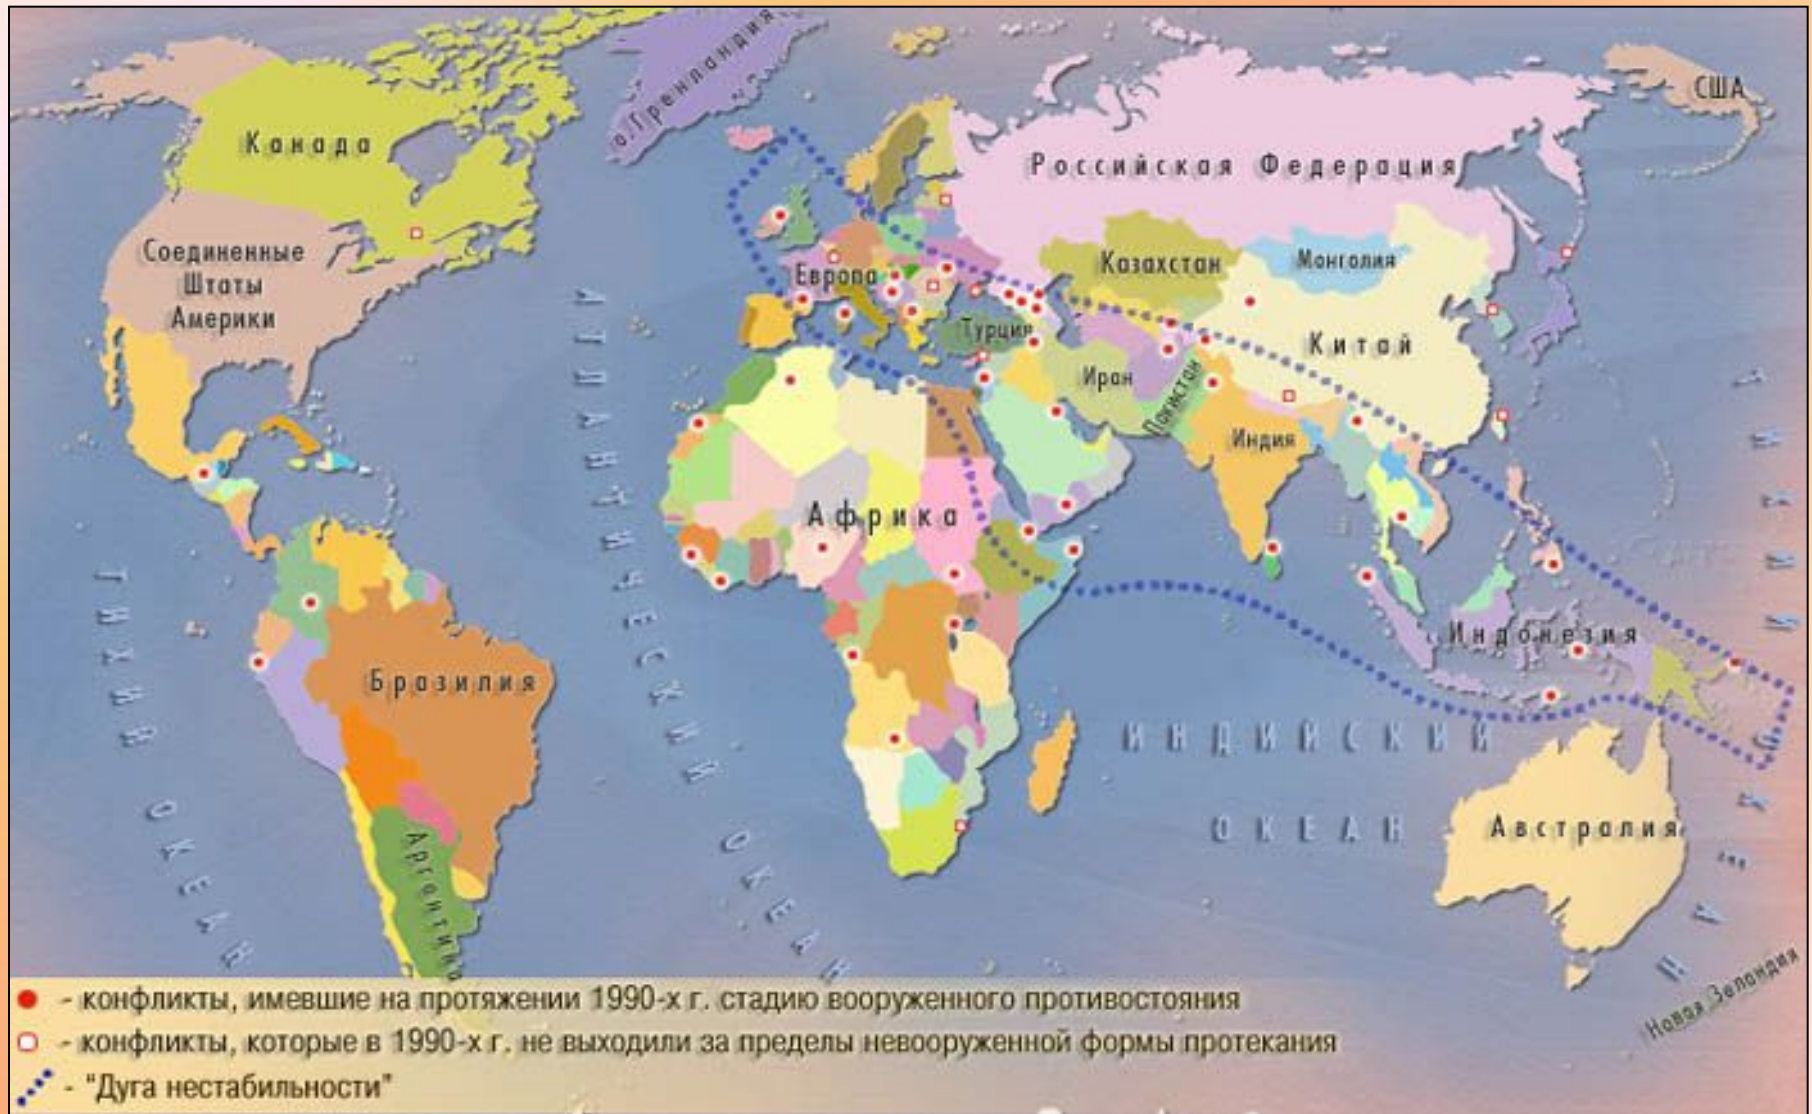 о.Гренландия
США
Канада
Российская Федерация
Соединенные
Штаты
Америки
Казахстан
Монголия
Европа
Турция
Китай
Иран
Пакистан
Индия
АТЛАНТИЧЕСКИЙ ОКЕАН
ТИХИЙ ОКЕАН
Африка
Бразилия
Индонезия
ИНДИЙСКИЙ
ОКЕАН
Австралия
Аргентина
Новая Зеландия
- конфликты, имевшие на протяжении 1990-х г. стадию вооруженного противостояния
- конфликты, которые в 1990-х г. не выходили за пределы невооруженной формы протекания
- "Дуга нестабильности"